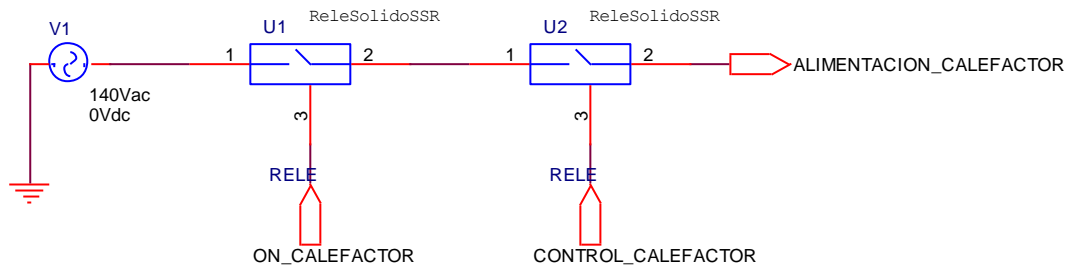 V1
140Vac
0Vdc
U1
ReleSolidoSSR
1
2
3
RELE
ON_CALEFACTOR
U2
ReleSolidoSSR
1
2
3
RELE
CONTROL_CALEFACTOR
ALIMENTACION_CALEFACTOR